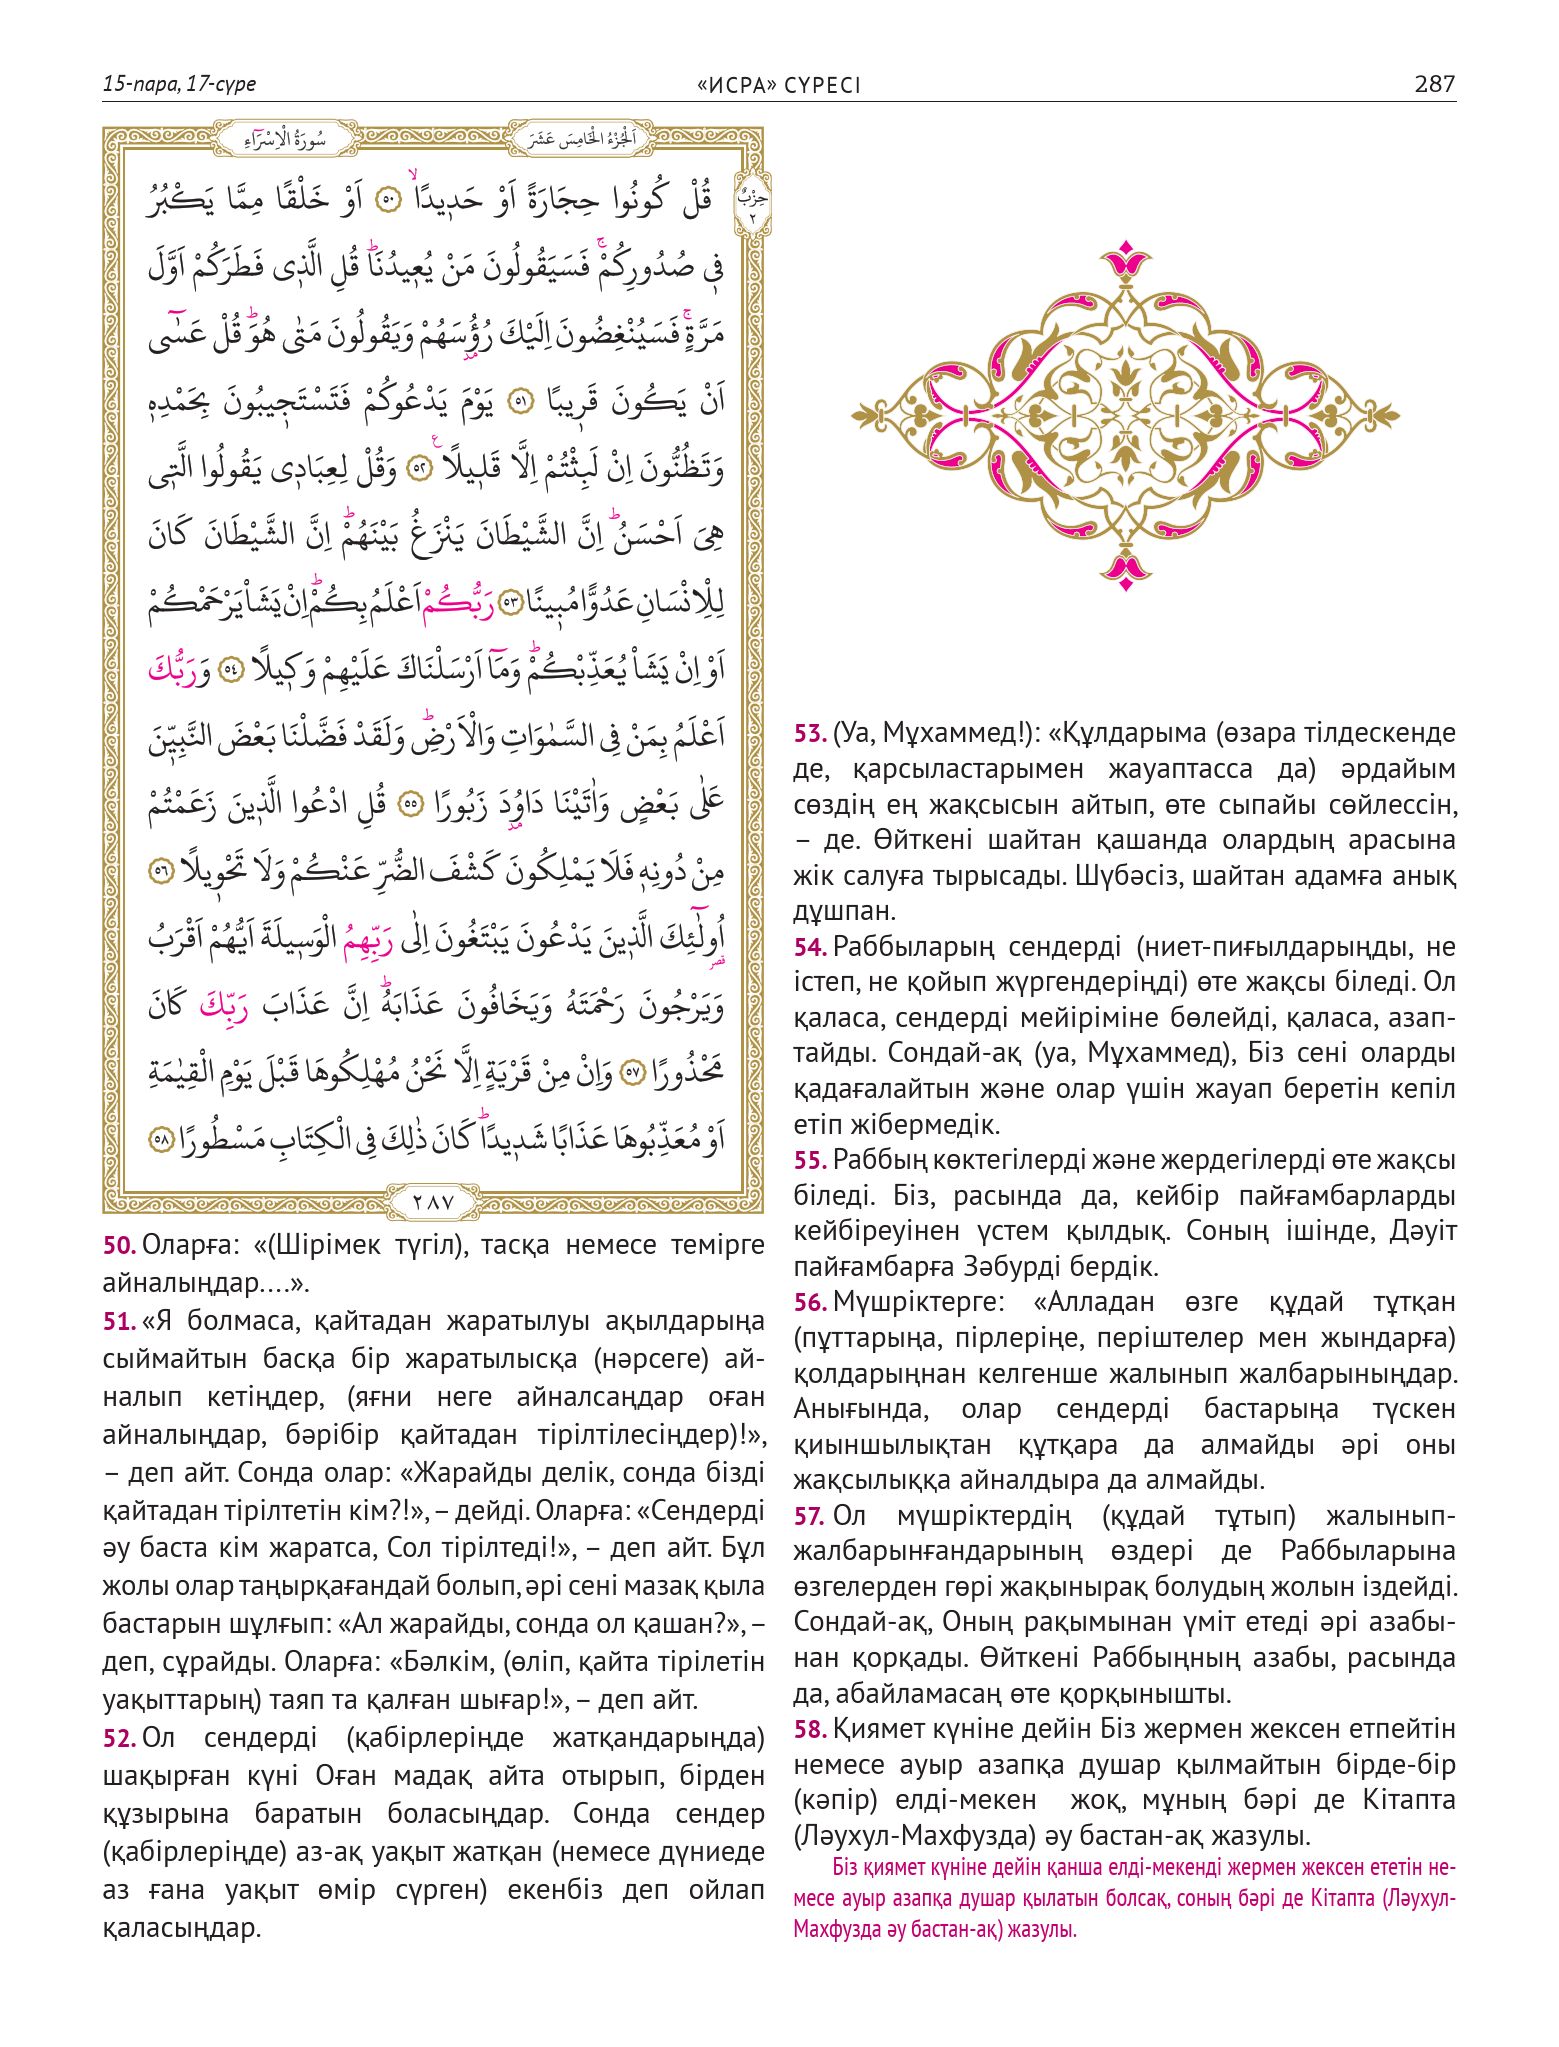 15-пара, 17-сүре
«ИСРА» СҮРЕСІ
287
سُورَةُ الْاِسْرَٓاءِ
اَلْجُزْءُ الْخَامِسَ عَشَرَ
حِزْبٌ
٢
قُلْ كُونُوا حِجَارَةً اَوْ حَدٖيدًاۙ ﴿٥٠﴾ اَوْ خَلْقًا مِمَّا يَكْبُرُ
فٖي صُدُورِكُمْۚ فَسَيَقُولُونَ مَنْ يُعٖيدُنَاؕ قُلِ الَّذٖي فَطَرَكُمْ اَوَّلَ
مَرَّةٍۚ فَسَيُنْغِضُونَ اِلَيْكَ رُؤُسَهُمْ وَيَقُولُونَ مَتٰى هُوَؕ قُلْ عَسٰٓى
اَنْ يَكُونَ قَرٖيبًا ﴿٥١﴾ يَوْمَ يَدْعُوكُمْ فَتَسْتَجٖيبُونَ بِحَمْدِهٖ
وَتَظُنُّونَ اِنْ لَبِثْتُمْ اِلَّا قَلٖيلًا ﴿٥٢﴾ وَقُلْ لِعِبَادٖي يَقُولُوا الَّتٖي
هِيَ اَحْسَنُؕ اِنَّ الشَّيْطَانَ يَنْزَغُ بَيْنَهُمْؕ اِنَّ الشَّيْطَانَ كَانَ
لِلْاِنْسَانِ عَدُوًّا مُبٖينًا ﴿٥٣﴾ رَبُّكُمْ اَعْلَمُ بِكُمْؕ اِنْ يَشَأْ يَرْحَمْكُمْ
اَوْ اِنْ يَشَأْ يُعَذِّبْكُمْؕ وَمَٓا اَرْسَلْنَاكَ عَلَيْهِمْ وَكٖيلًا ﴿٥٤﴾ وَرَبُّكَ
اَعْلَمُ بِمَنْ فِي السَّمٰوَاتِ وَالْاَرْضِؕ وَلَقَدْ فَضَّلْنَا بَعْضَ النَّبِيّٖنَ
عَلٰى بَعْضٍ وَاٰتَيْنَا دَاوُدَ زَبُورًا ﴿٥٥﴾ قُلِ ادْعُوا الَّذٖينَ زَعَمْتُمْ
مِنْ دُونِهٖ فَلَا يَمْلِكُونَ كَشْفَ الضُّرِّ عَنْكُمْ وَلَا تَحْوٖيلًا ﴿٥٦﴾
اُولٰٓئِكَ الَّذٖينَ يَدْعُونَ يَبْتَغُونَ اِلٰى رَبِّهِمُ الْوَسٖيلَةَ اَيُّهُمْ اَقْرَبُ
وَيَرْجُونَ رَحْمَتَهُ وَيَخَافُونَ عَذَابَهُؕ اِنَّ عَذَابَ رَبِّكَ كَانَ
مَحْذُورًا ﴿٥٧﴾ وَاِنْ مِنْ قَرْيَةٍ اِلَّا نَحْنُ مُهْلِكُوهَا قَبْلَ يَوْمِ الْقِيٰمَةِ
اَوْ مُعَذِّبُوهَا عَذَابًا شَدٖيدًاؕ كَانَ ذٰلِكَ فِي الْكِتَابِ مَسْطُورًا ﴿٥٨﴾
٢٨٧
50. Оларға: «(Шірімек түгіл), тасқа немесе темірге
айналыңдар....».
51. «Я болмаса, қайтадан жаратылуы ақылдарыңа
сыймайтын басқа бір жаратылысқа (нәрсеге) ай-
налып кетіңдер, (яғни неге айналсаңдар оған
айналыңдар, бәрібір қайтадан тірілтілесіңдер)!»,
– деп айт. Сонда олар: «Жарайды делік, сонда бізді
қайтадан тірілтетін кім?!», – дейді. Оларға: «Сендерді
әу баста кім жаратса, Сол тірілтеді!», – деп айт. Бұл
жолы олар таңырқағандай болып, әрі сені мазақ қыла
бастарын шұлғып: «Ал жарайды, сонда ол қашан?», –
деп, сұрайды. Оларға: «Бәлкім, (өліп, қайта тірілетін
уақыттарың) таяп та қалған шығар!», – деп айт.
52. Ол сендерді (қабірлеріңде жатқандарыңда)
шақырған күні Оған мадақ айта отырып, бірден
құзырына баратын боласыңдар. Сонда сендер
(қабірлеріңде) аз-ақ уақыт жатқан (немесе дүниеде
аз ғана уақыт өмір сүрген) екенбіз деп ойлап
қаласыңдар.
53. (Уа, Мұхаммед!): «Құлдарыма (өзара тілдескенде
де, қарсыластарымен жауаптасса да) әрдайым
сөздің ең жақсысын айтып, өте сыпайы сөйлессін,
– де. Өйткені шайтан қашанда олардың арасына
жік салуға тырысады. Шүбәсіз, шайтан адамға анық
дұшпан.
54. Раббыларың сендерді (ниет-пиғылдарыңды, не
істеп, не қойып жүргендеріңді) өте жақсы біледі. Ол
қаласа, сендерді мейіріміне бөлейді, қаласа, азап-
тайды. Сондай-ақ (уа, Мұхаммед), Біз сені оларды
қадағалайтын және олар үшін жауап беретін кепіл
етіп жібермедік.
55. Раббың көктегілерді және жердегілерді өте жақсы
біледі. Біз, расында да, кейбір пайғамбарларды
кейбіреуінен үстем қылдық. Соның ішінде, Дәуіт
пайғамбарға Зәбурді бердік.
56. Мүшріктерге: «Алладан өзге құдай тұтқан
(пұттарыңа, пірлеріңе, періштелер мен жындарға)
қолдарыңнан келгенше жалынып жалбарыныңдар.
Анығында, олар сендерді бастарыңа түскен
қиыншылықтан құтқара да алмайды әрі оны
жақсылыққа айналдыра да алмайды.
57. Ол мүшріктердің (құдай тұтып) жалынып-
жалбарынғандарының өздері де Раббыларына
өзгелерден гөрі жақынырақ болудың жолын іздейді.
Сондай-ақ, Оның рақымынан үміт етеді әрі азабы-
нан қорқады. Өйткені Раббыңның азабы, расында
да, абайламасаң өте қорқынышты.
58. Қиямет күніне дейін Біз жермен жексен етпейтін
немесе ауыр азапқа душар қылмайтын бірде-бір
(кәпір) елді-мекен жоқ, мұның бәрі де Кітапта
(Ләухул-Махфузда) әу бастан-ақ жазулы.
Біз қиямет күніне дейін қанша елді-мекенді жермен жексен ететін не-
месе ауыр азапқа душар қылатын болсақ, соның бәрі де Кітапта (Ләухул-
Махфузда әу бастан-ақ) жазулы.